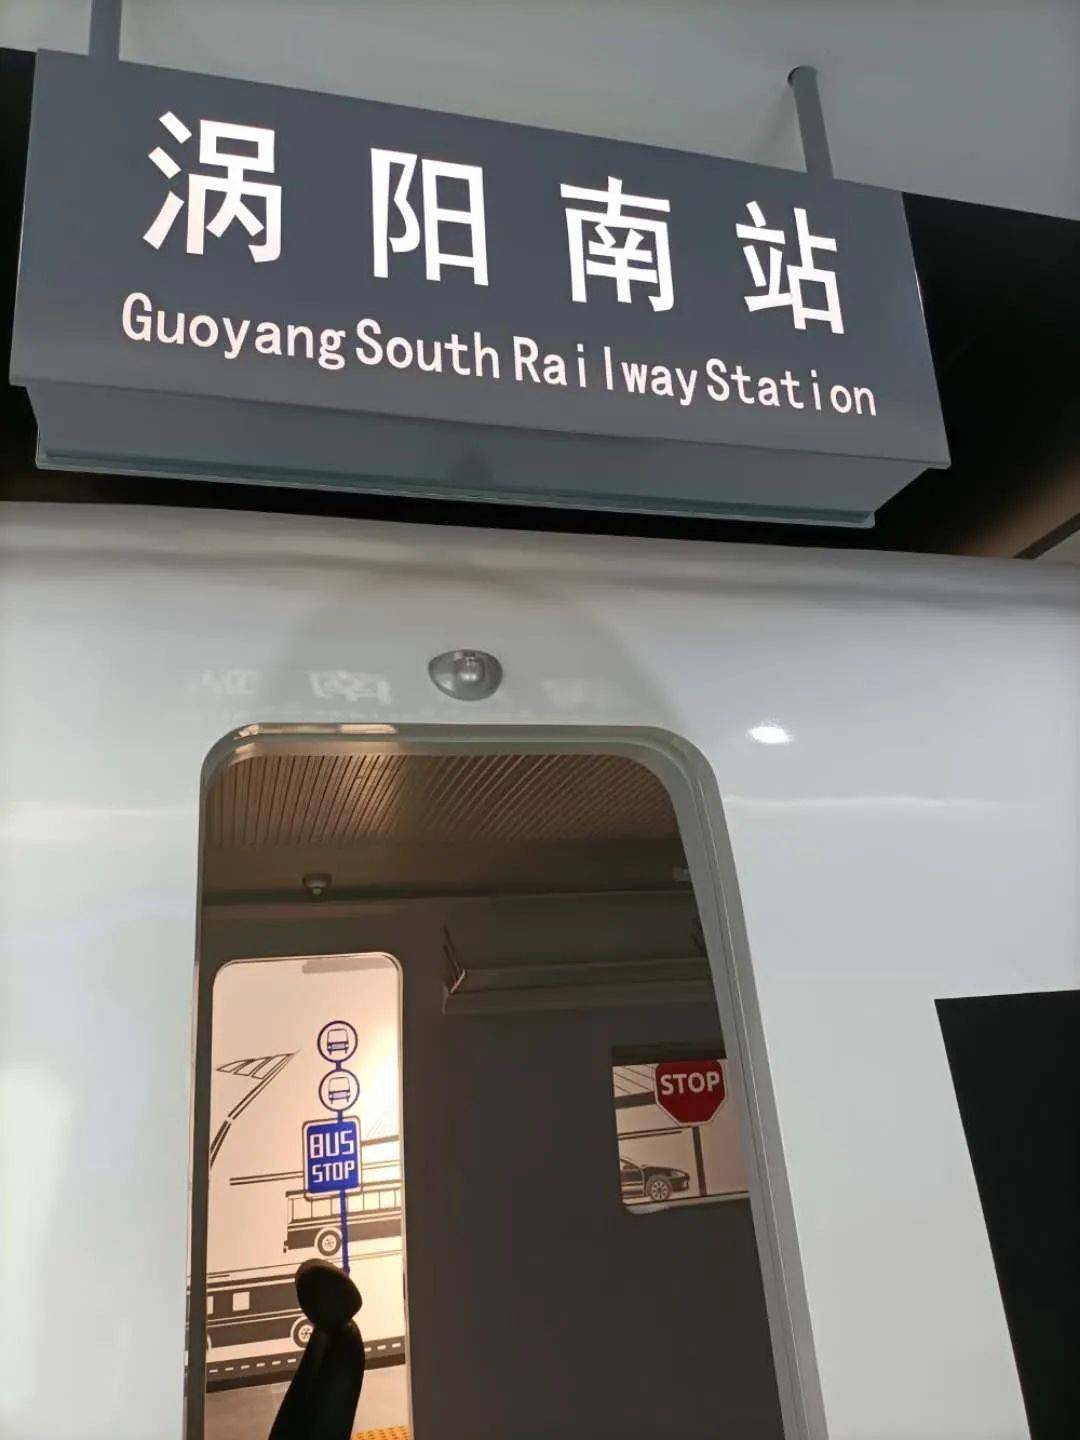 涡阳南站
Guoyang South Railway Station
BUS
STOP
STOP